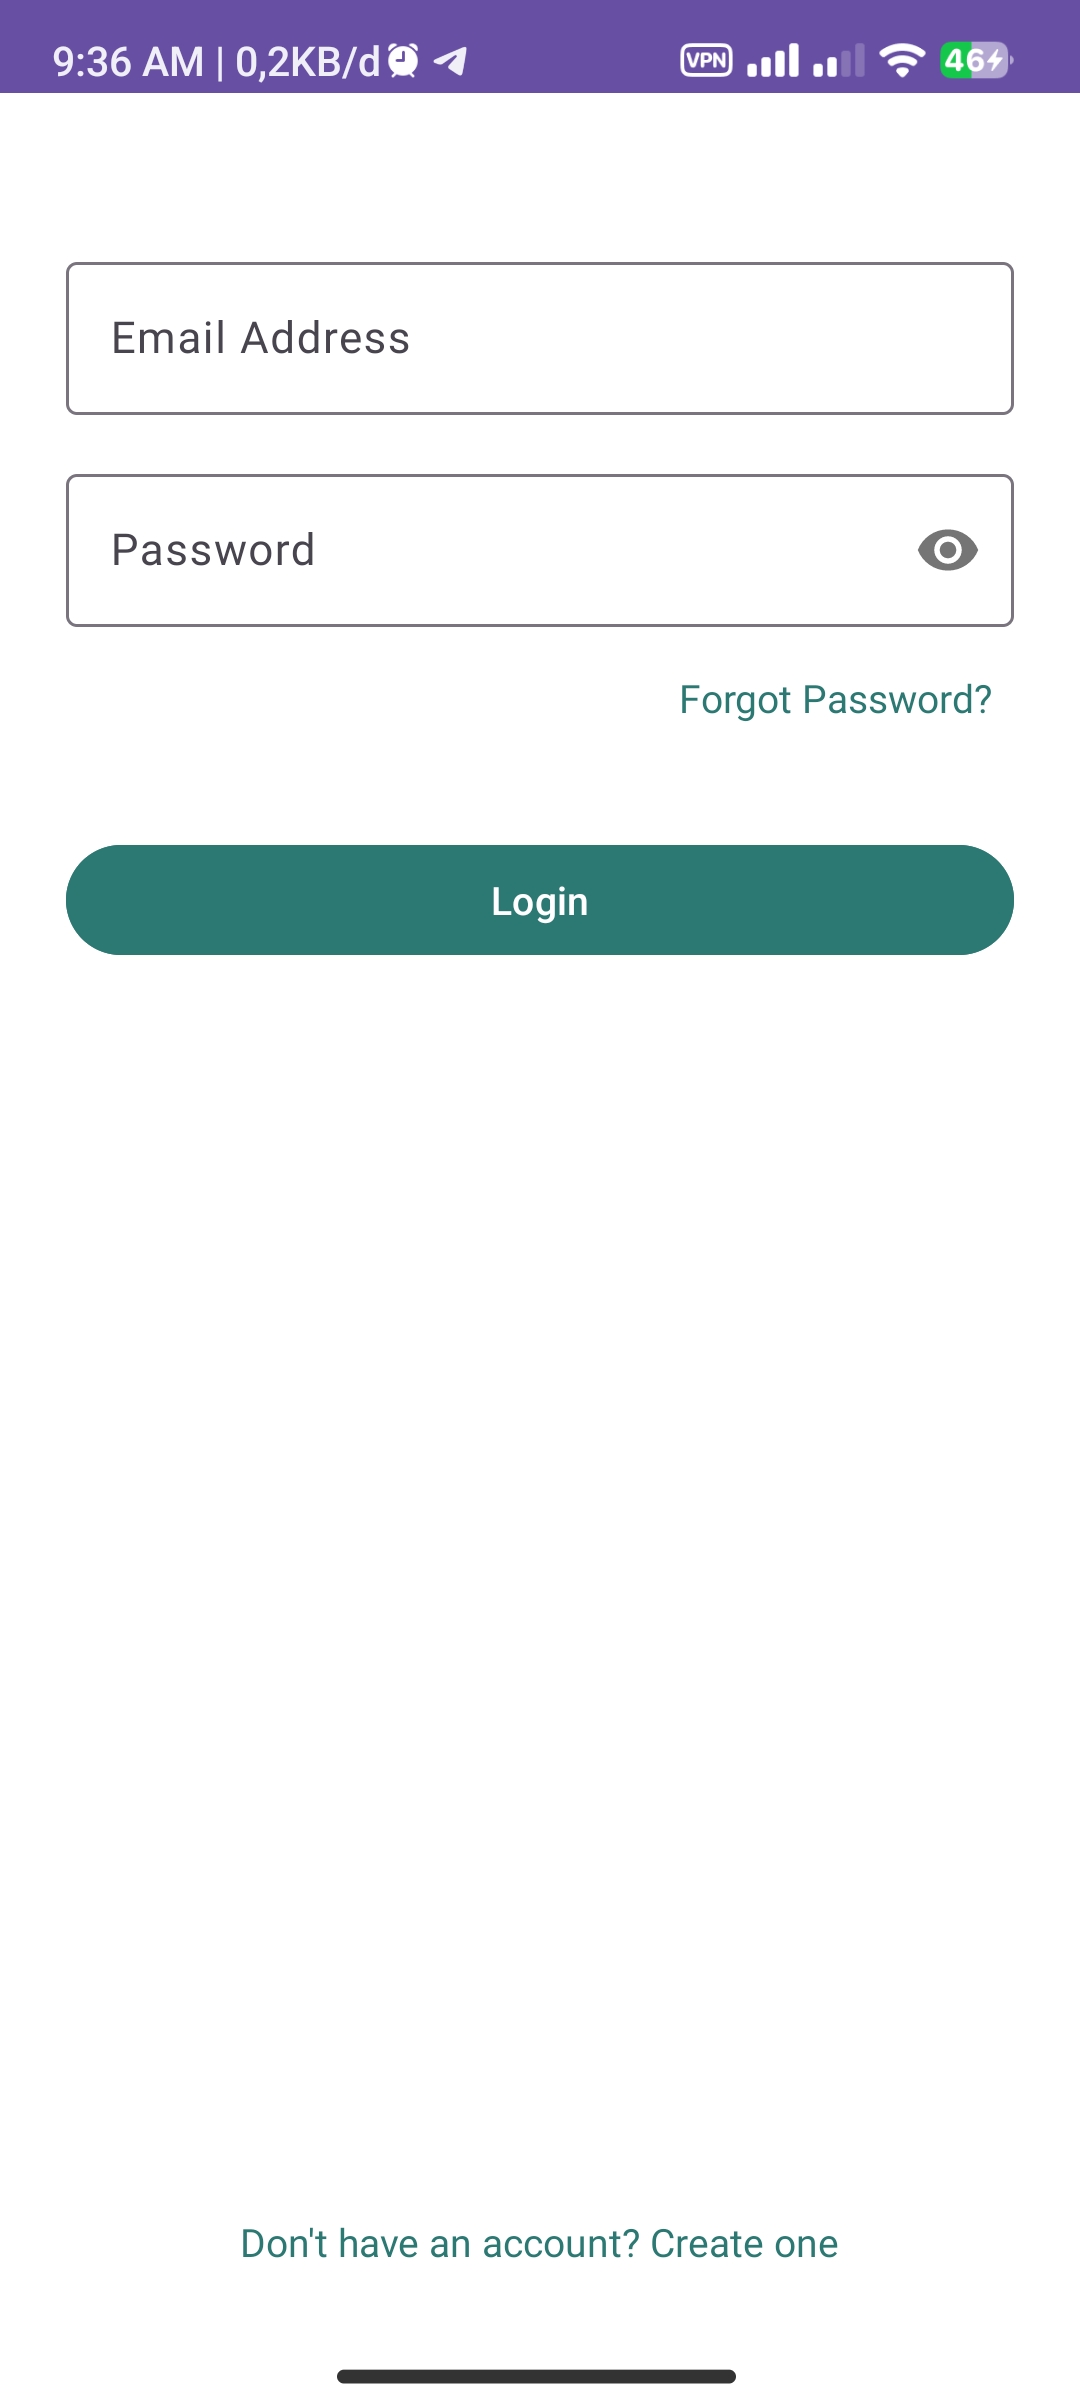 9:36 AM | 0,2KB/d
VPN
46
Email Address
Password
Forgot Password?
Login
Don't have an account? Create one